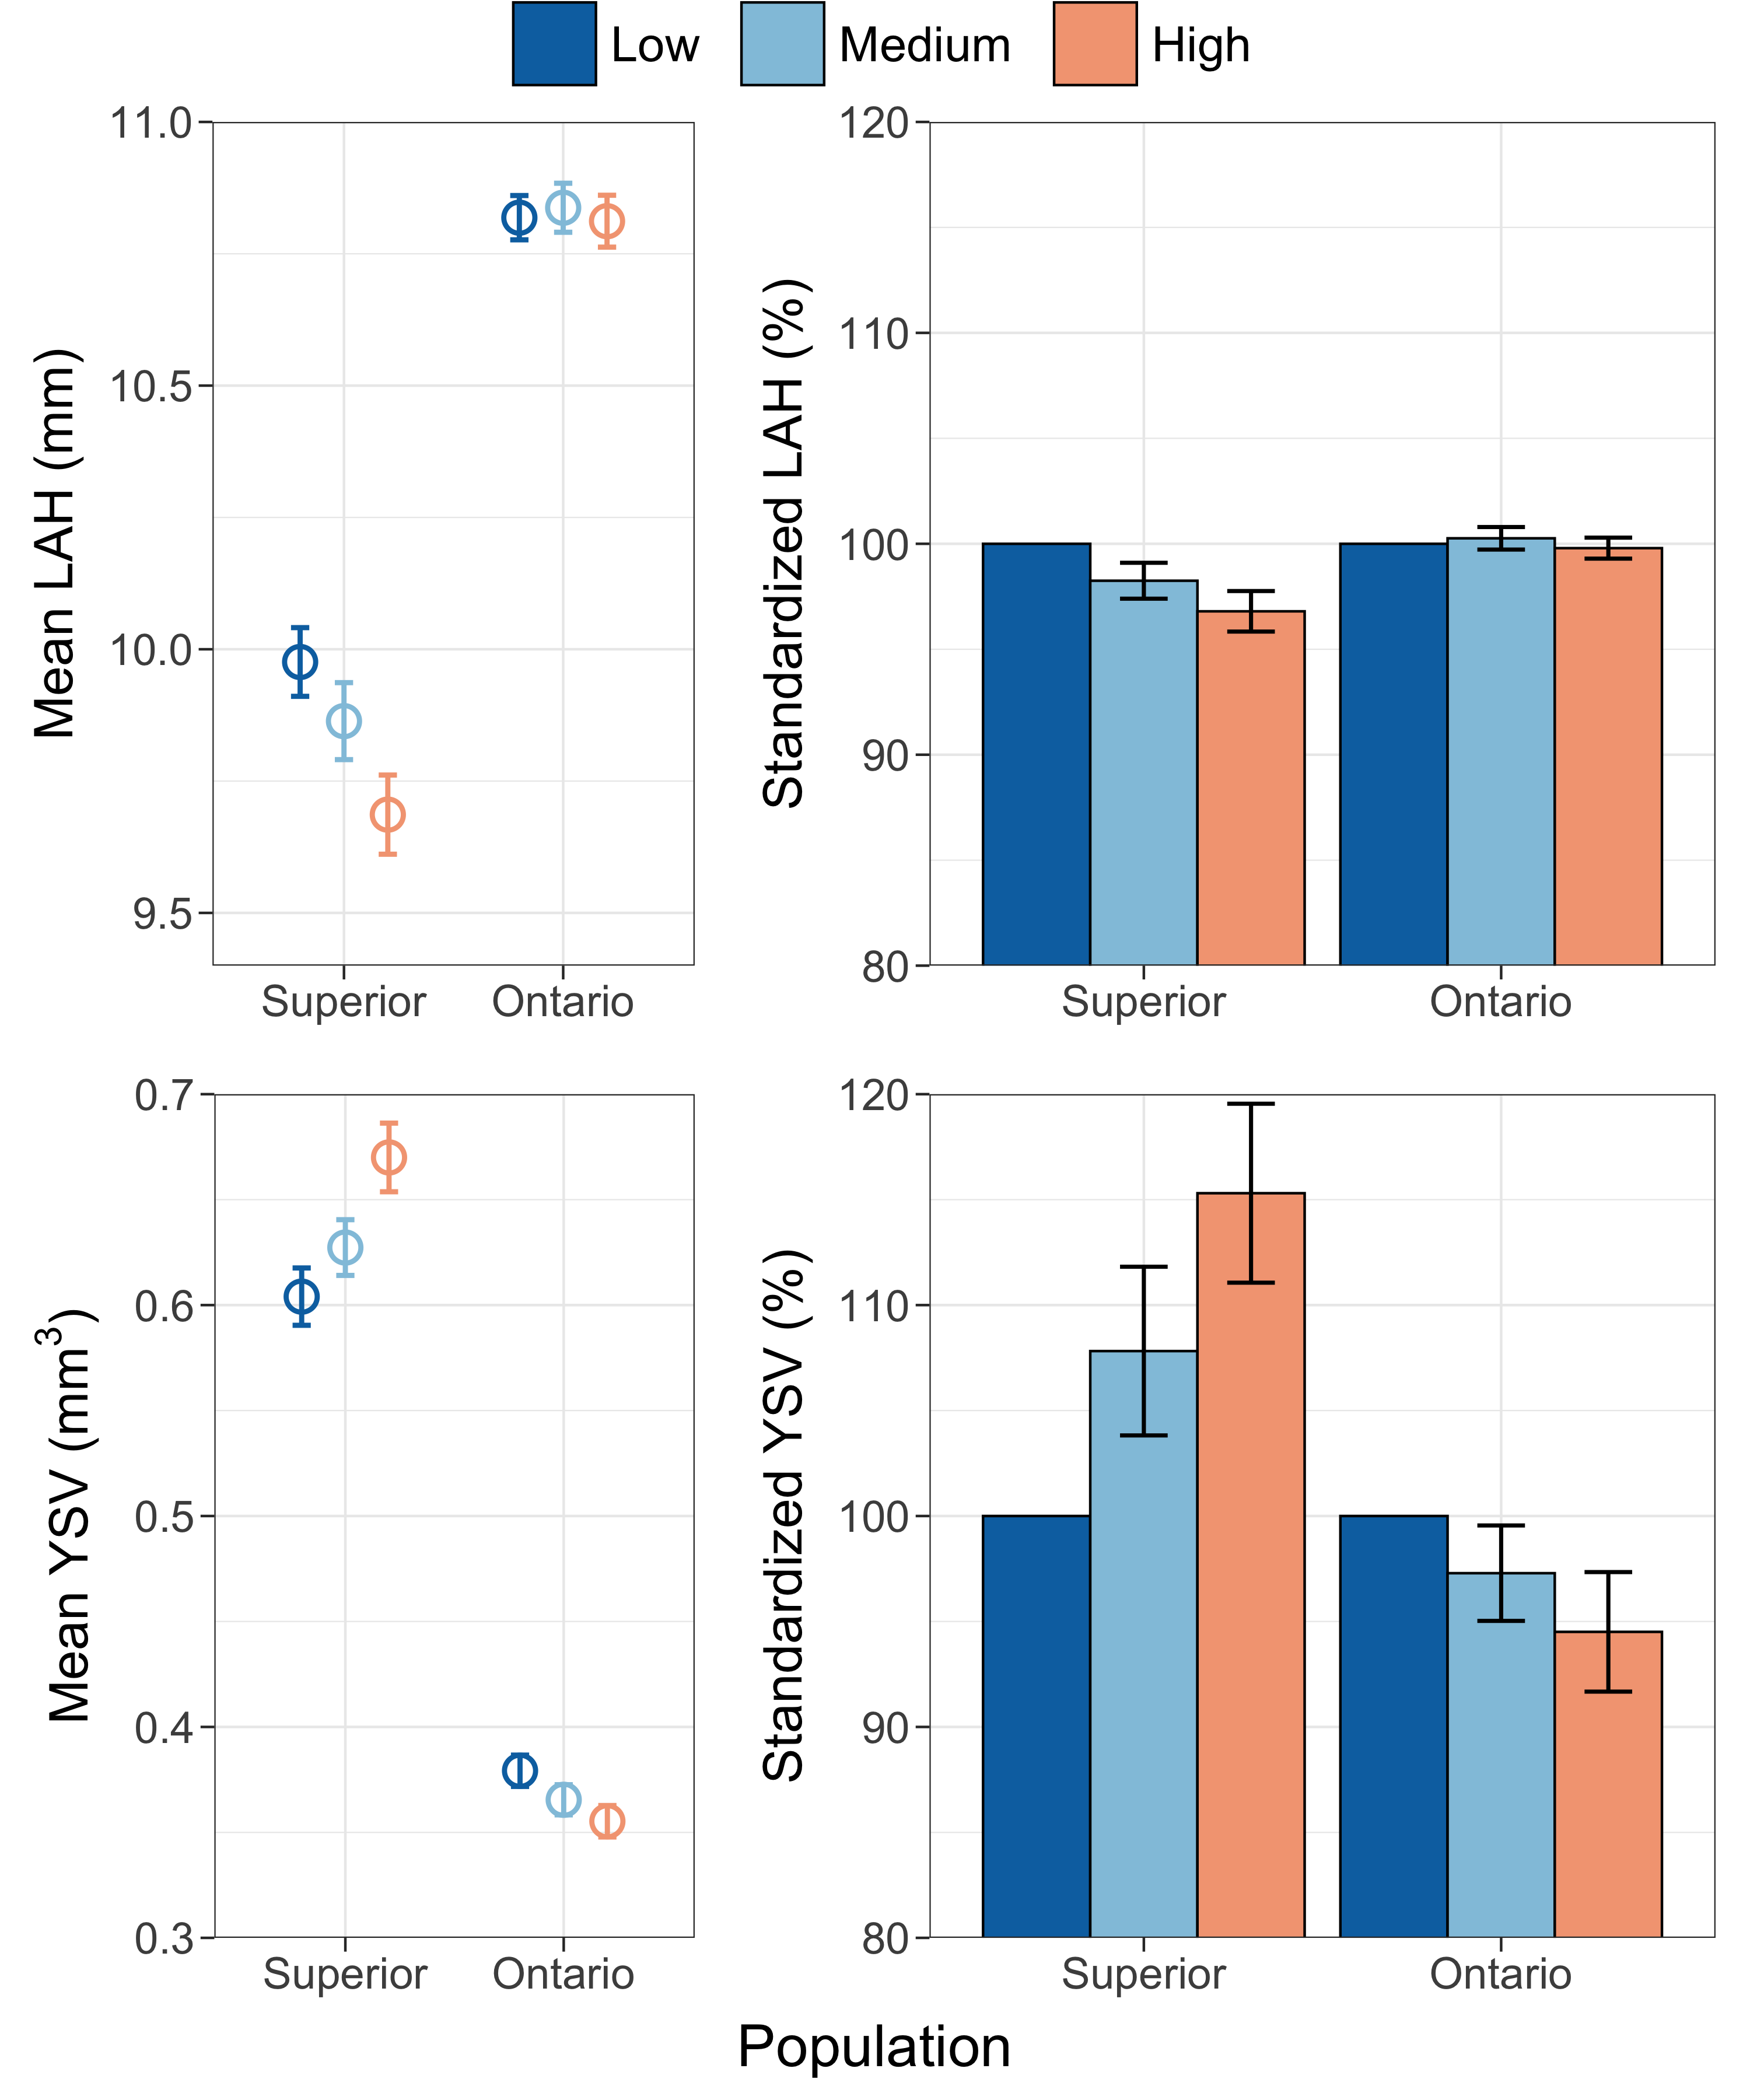 Low Medium High
11.0
10.5
10.0
9.5
Mean LAH (mm)
Superior Ontario
120
110
100
90
80
Standardized LAH (%)
Superior Ontario
0.7
0.6
0.5
0.4
0.3
Mean YSV (mm³)
Superior Ontario
120
110
100
90
80
Standardized YSV (%)
Superior Ontario
Population